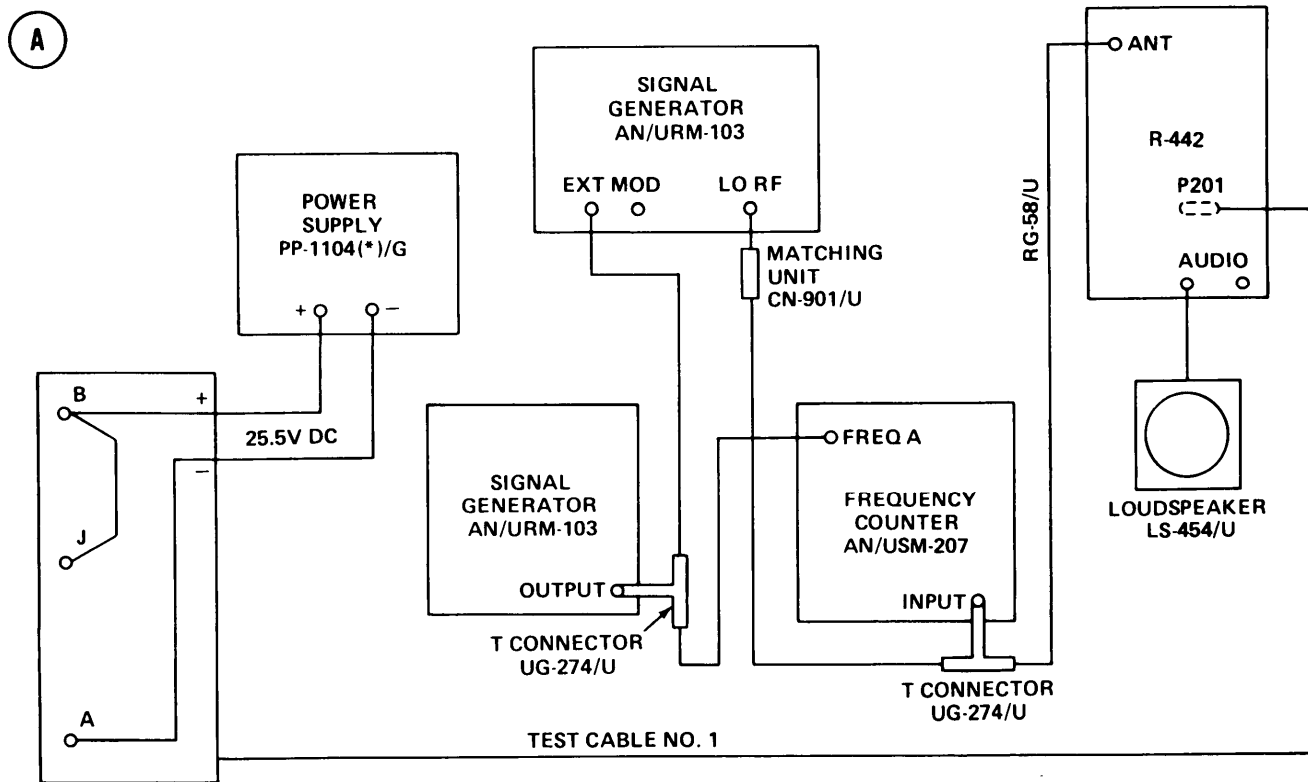 A
SIGNAL
GENERATOR
AN/URM-103
EXT MOD
LO RF
POWER
SUPPLY
PP-1104(*)/G
+
−
MATCHING
UNIT
CN-901/U
RG-58/U
ANT
R-442
P201
AUDIO
LOUDSPEAKER
LS-454/U
B
+
25.5V DC
−
J
A
SIGNAL
GENERATOR
AN/URM-103
OUTPUT
T CONNECTOR
UG-274/U
FREQ A
FREQUENCY
COUNTER
AN/USM-207
INPUT
T CONNECTOR
UG-274/U
TEST CABLE NO. 1